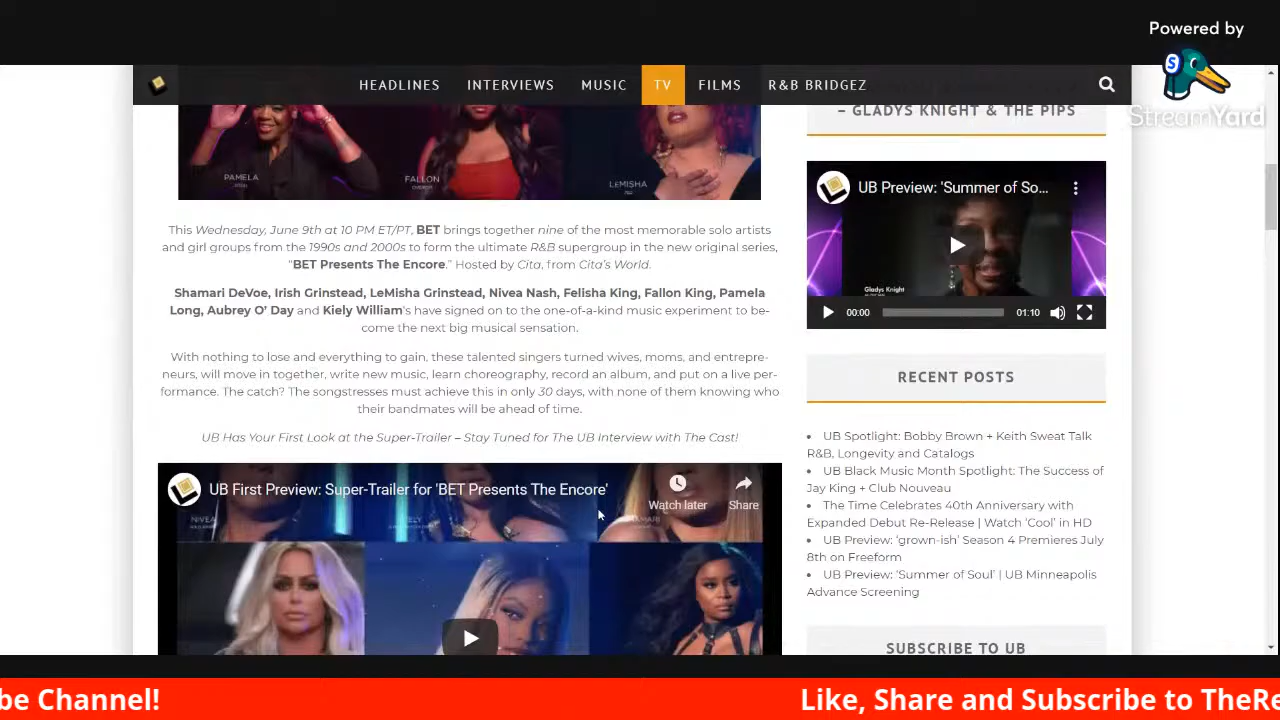 Powered by
StreamYard
HEADLINES INTERVIEWS MUSIC TV FILMS R&B BRIDGEZ
PAMELA
FALLON
LEMISHA
This Wednesday, June 9th at 10 PM ET/PT, BET brings together nine of the most memorable solo artists
and girl groups from the 1990s and 2000s to form the ultimate R&B supergroup in the new original series,
“BET Presents The Encore.” Hosted by Cita, from Cita’s World.
Shamari DeVoe, Irish Grinstead, LeMisha Grinstead, Nivea Nash, Felisha King, Fallon King, Pamela
Long, Aubrey O’ Day and Kiely William's have signed on to the one-of-a-kind music experiment to be-
come the next big musical sensation.
With nothing to lose and everything to gain, these talented singers turned wives, moms, and entrepre-
neurs, will move in together, write new music, learn choreography, record an album, and put on a live per-
formance. The catch? The songstresses must achieve this in only 30 days, with none of them knowing who
their bandmates will be ahead of time.
UB Has Your First Look at the Super-Trailer – Stay Tuned for The UB Interview with The Cast!
UB First Preview: Super-Trailer for 'BET Presents The Encore'
Watch later
Share
NIVEA
– GLADYS KNIGHT & THE PIPS
UB Preview: 'Summer of So...
Gladys Knight
00:00
01:10
RECENT POSTS
• UB Spotlight: Bobby Brown + Keith Sweat Talk
R&B, Longevity and Catalogs
• UB Black Music Month Spotlight: The Success of
Jay King + Club Nouveau
• The Time Celebrates 40th Anniversary with
Expanded Debut Re-Release | Watch ‘Cool’ in HD
• UB Preview: ‘grown-ish’ Season 4 Premieres July
8th on Freeform
• UB Preview: ‘Summer of Soul’ | UB Minneapolis
Advance Screening
SUBSCRIBE TO UB
be Channel!
Like, Share and Subscribe to TheRe